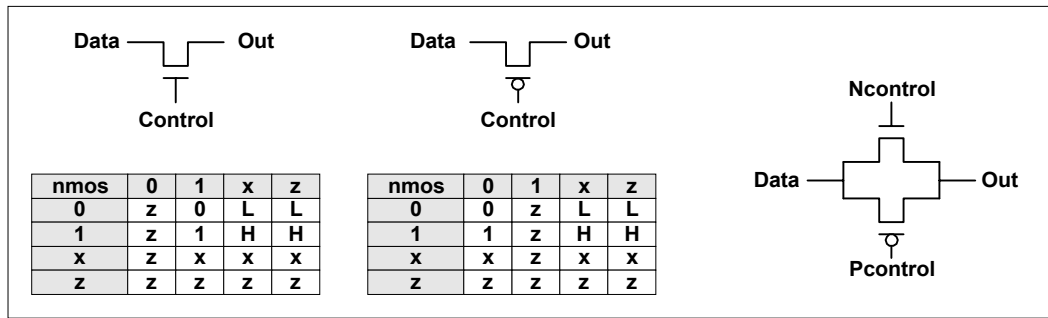 Data Out
Control
Data Out
Control
Ncontrol
Data Out
Pcontrol
nmos 0 1 x z
0 z 0 L L
1 z 1 H H
x z x x x
z z z z z
nmos 0 1 x z
0 0 z L L
1 1 z H H
x x z x x
z z z z z